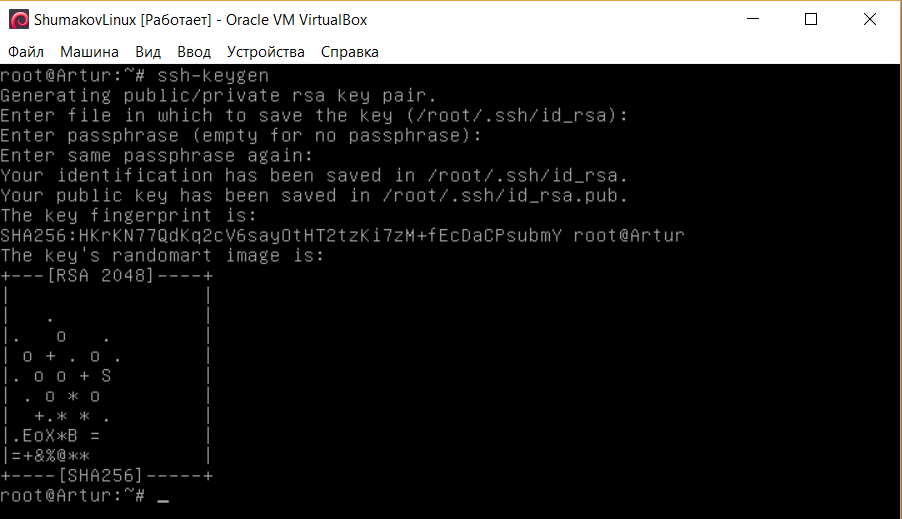 ShumakovLinux [Работает] - Oracle VM VirtualBox
Файл Машина Вид Ввод Устройства Справка
root@Artur:~# ssh-keygen
Generating public/private rsa key pair.
Enter file in which to save the key (/root/.ssh/id_rsa):
Enter passphrase (empty for no passphrase):
Enter same passphrase again:
Your identification has been saved in /root/.ssh/id_rsa.
Your public key has been saved in /root/.ssh/id_rsa.pub.
The key fingerprint is:
SHA256:HKrKN77QdKq2cV6sayOtHT2tzKi7zM+fEcDaCPsubmY root@Artur
The key's randomart image is:
+---[RSA 2048]----+
|                 |
|   .             |
|.   o   .        |
| o + . o .       |
|. o o + S        |
| . o * o         |
|  +.* * .        |
|.EoX*B =         |
|=+&%@**          |
+----[SHA256]-----+
root@Artur:~# _